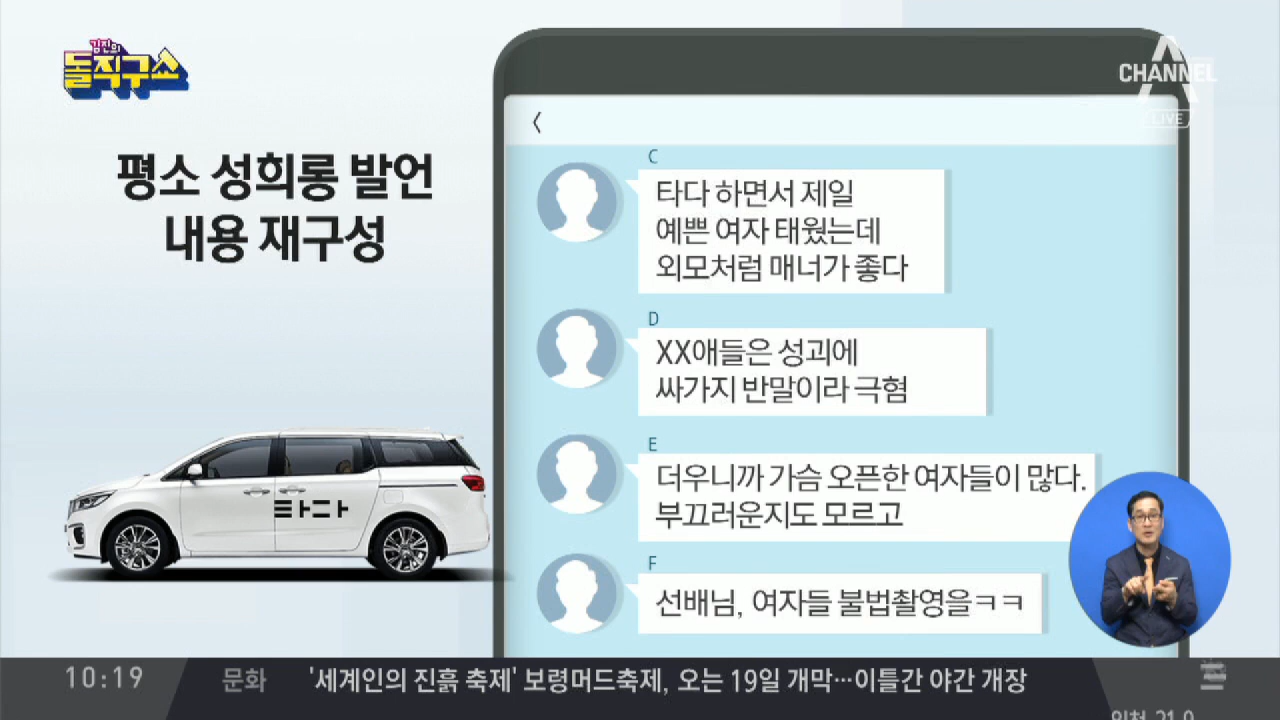 김진의
돌직구쇼
CHANNEL A
LIVE
평소 성희롱 발언
내용 재구성
타다
C
타다 하면서 제일
예쁜 여자 태웠는데
외모처럼 매너가 좋다
D
XX애들은 성괴에
싸가지 반말이라 극혐
E
더우니까 가슴 오픈한 여자들이 많다.
부끄러운지도 모르고
F
선배님, 여자들 불법촬영을ㅋㅋ
10:19
문화
'세계인의 진흙 축제' 보령머드축제, 오는 19일 개막…이틀간 야간 개장